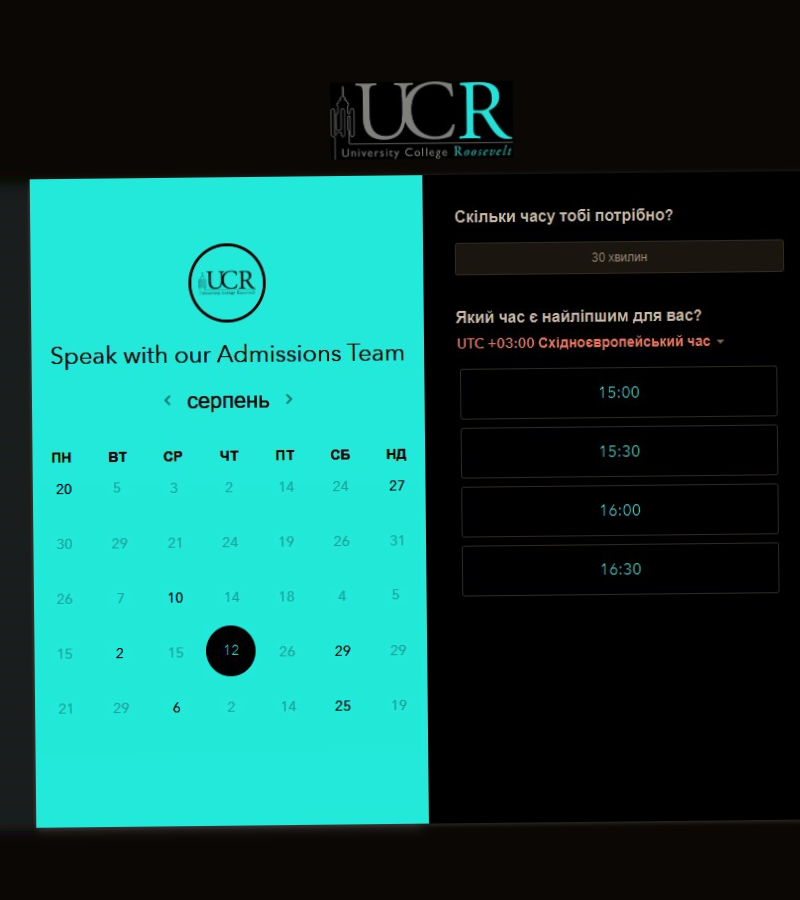 UCR
University College Roosevelt
UCR
University College Roosevelt
Speak with our Admissions Team
серпень
ПН ВТ СР ЧТ ПТ СБ НД
20 5 3 2 14 24 27
30 29 21 24 19 26 31
26 7 10 14 18 4 5
15 2 15 12 26 29 29
21 29 6 2 14 25 19
Скільки часу тобі потрібно?
30 хвилин
Який час є найліпшим для вас?
UTC +03:00 Східноєвропейський час
15:00
15:30
16:00
16:30